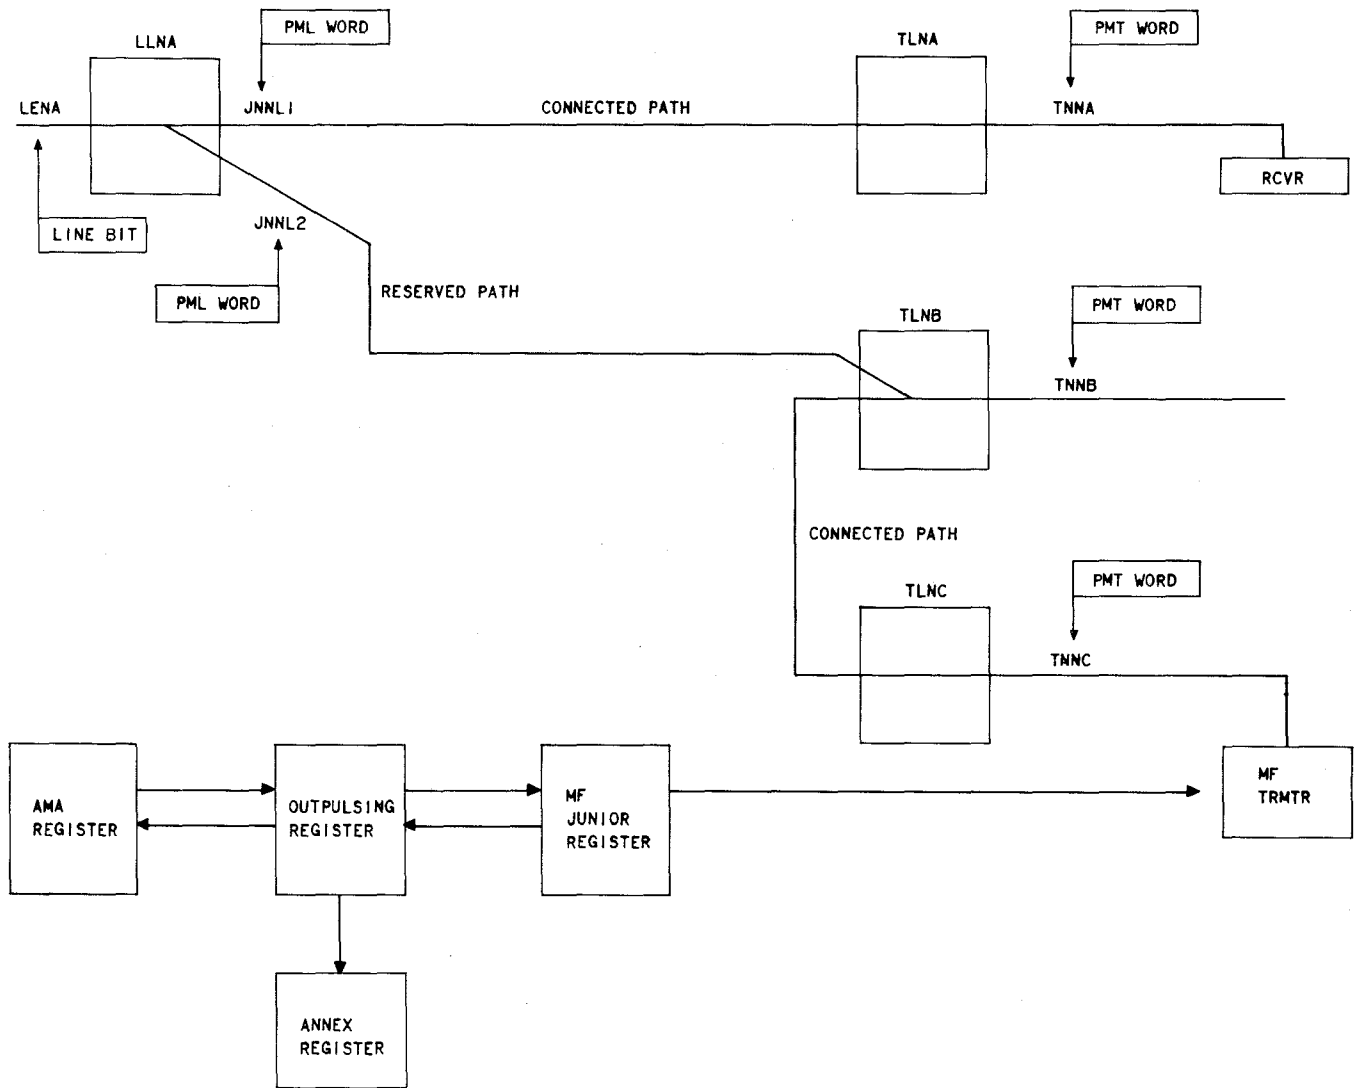 PML WORD
PMT WORD
LLNA
TLNA
LENA
JNNL1
CONNECTED PATH
TNNA
RCVR
LINE BIT
JNNL2
PML WORD
RESERVED PATH
TLNB
PMT WORD
TNNB
CONNECTED PATH
TLNC
PMT WORD
TNNC
AMA
REGISTER
OUTPULSING
REGISTER
MF
JUNIOR
REGISTER
MF
TRMTR
ANNEX
REGISTER